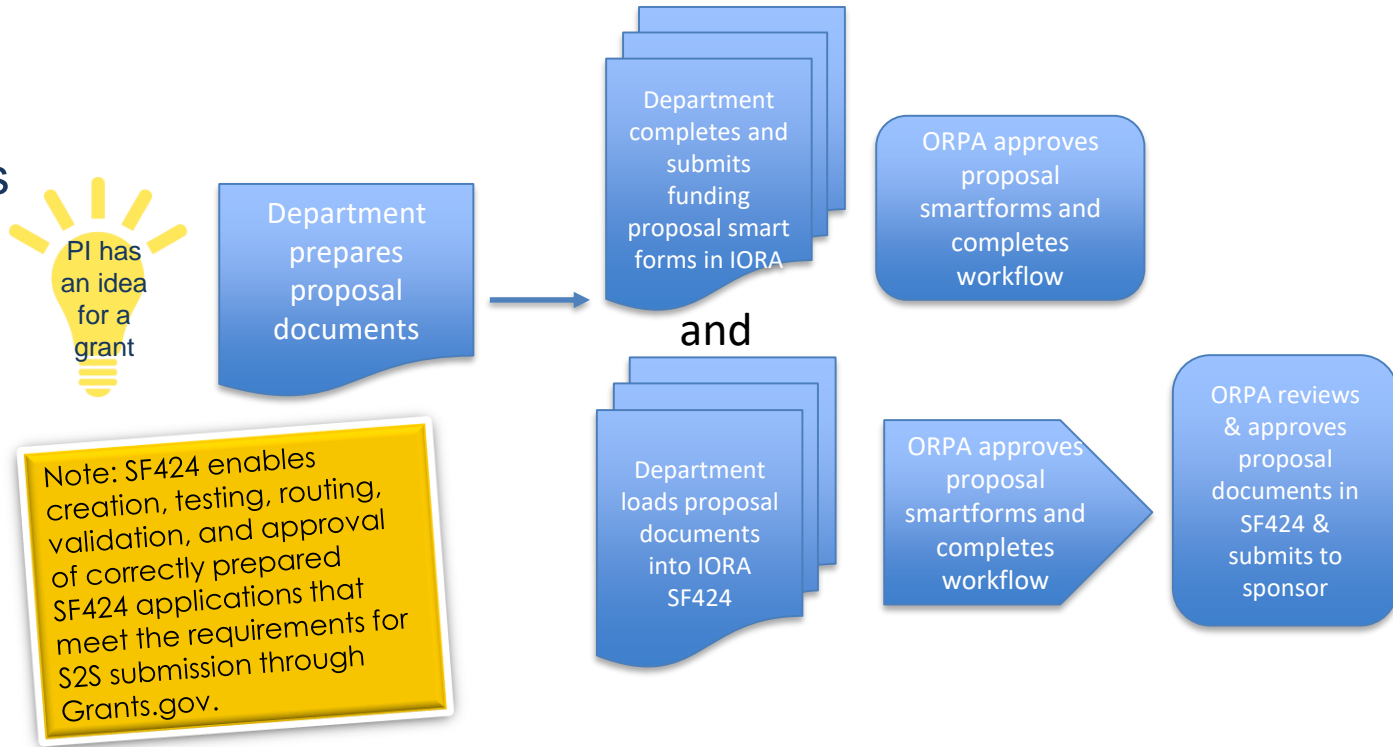 s
PI has
an idea
for a
grant
Department
prepares
proposal
documents
Department
completes and
submits
funding
proposal smart
forms in IORA
ORPA approves
proposal
smartforms and
completes
workflow
and
Department
loads proposal
documents
into IORA
SF424
ORPA approves
proposal
smartforms and
completes
workflow
ORPA reviews
& approves
proposal
documents in
SF424 &
submits to
sponsor
Note: SF424 enables
creation, testing, routing,
validation, and approval
of correctly prepared
SF424 applications that
meet the requirements for
S2S submission through
Grants.gov.